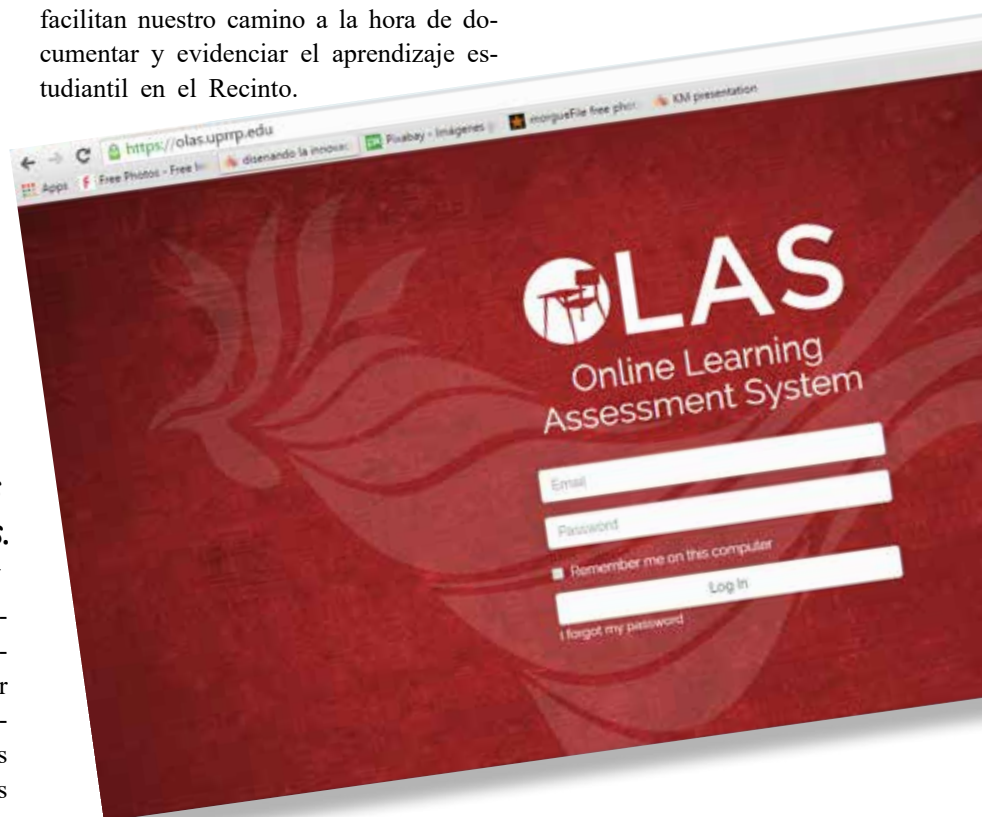 facilitan nuestro camino a la hora de do-
cumentar y evidenciar el aprendizaje es-
tudiantil en el Recinto.
https://olas.uprrp.edu
Apps Free Photos - Free disenando la innovac Pixabay - Imágenes morgueFile free phot KM presentation
OLAS
Online Learning
Assessment System
Email
Password
Remember me on this computer
Log In
I forgot my password
s.
-
-
r
-
s
s